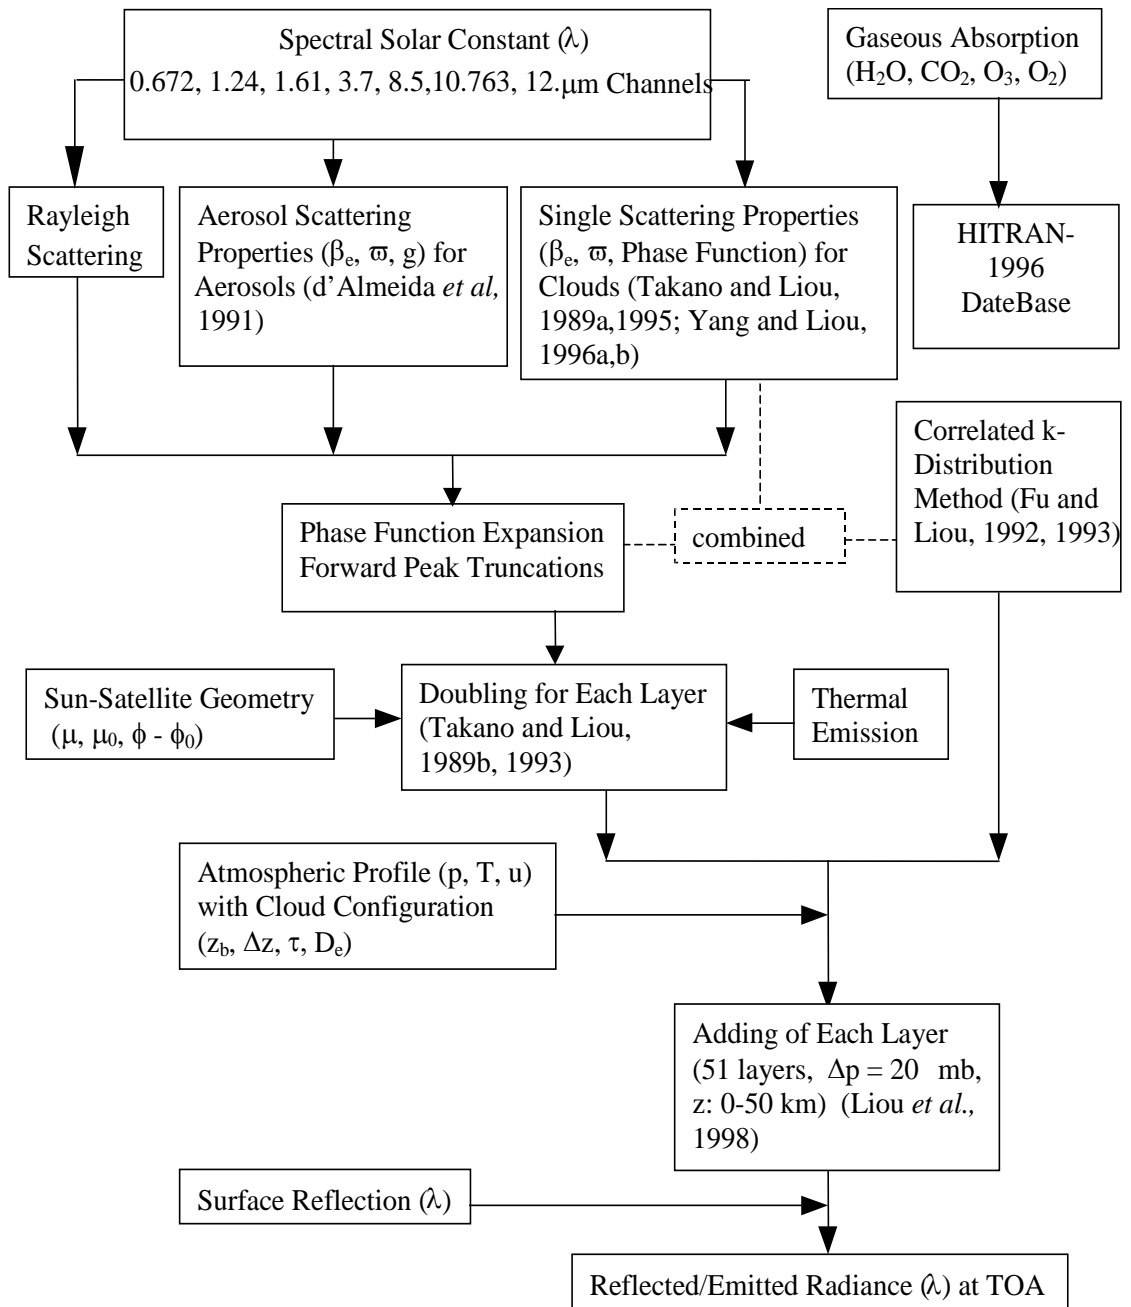 Spectral Solar Constant (λ)
0.672, 1.24, 1.61, 3.7, 8.5,10.763, 12.μm Channels
Gaseous Absorption
(H₂O, CO₂, O₃, O₂)
Rayleigh
Scattering
Aerosol Scattering
Properties (βₑ, ϖ, g) for
Aerosols (d'Almeida et al,
1991)
Single Scattering Properties
(βₑ, ϖ, Phase Function) for
Clouds (Takano and Liou,
1989a,1995; Yang and Liou,
1996a,b)
HITRAN-
1996
DateBase
Correlated k-
Distribution
Method (Fu and
Liou, 1992, 1993)
Phase Function Expansion
Forward Peak Truncations
combined
Sun-Satellite Geometry
(μ, μ₀, ϕ - ϕ₀)
Doubling for Each Layer
(Takano and Liou,
1989b, 1993)
Thermal
Emission
Atmospheric Profile (p, T, u)
with Cloud Configuration
(z_b, Δz, τ, Dₑ)
Adding of Each Layer
(51 layers, Δp = 20 mb,
z: 0-50 km) (Liou et al.,
1998)
Surface Reflection (λ)
Reflected/Emitted Radiance (λ) at TOA